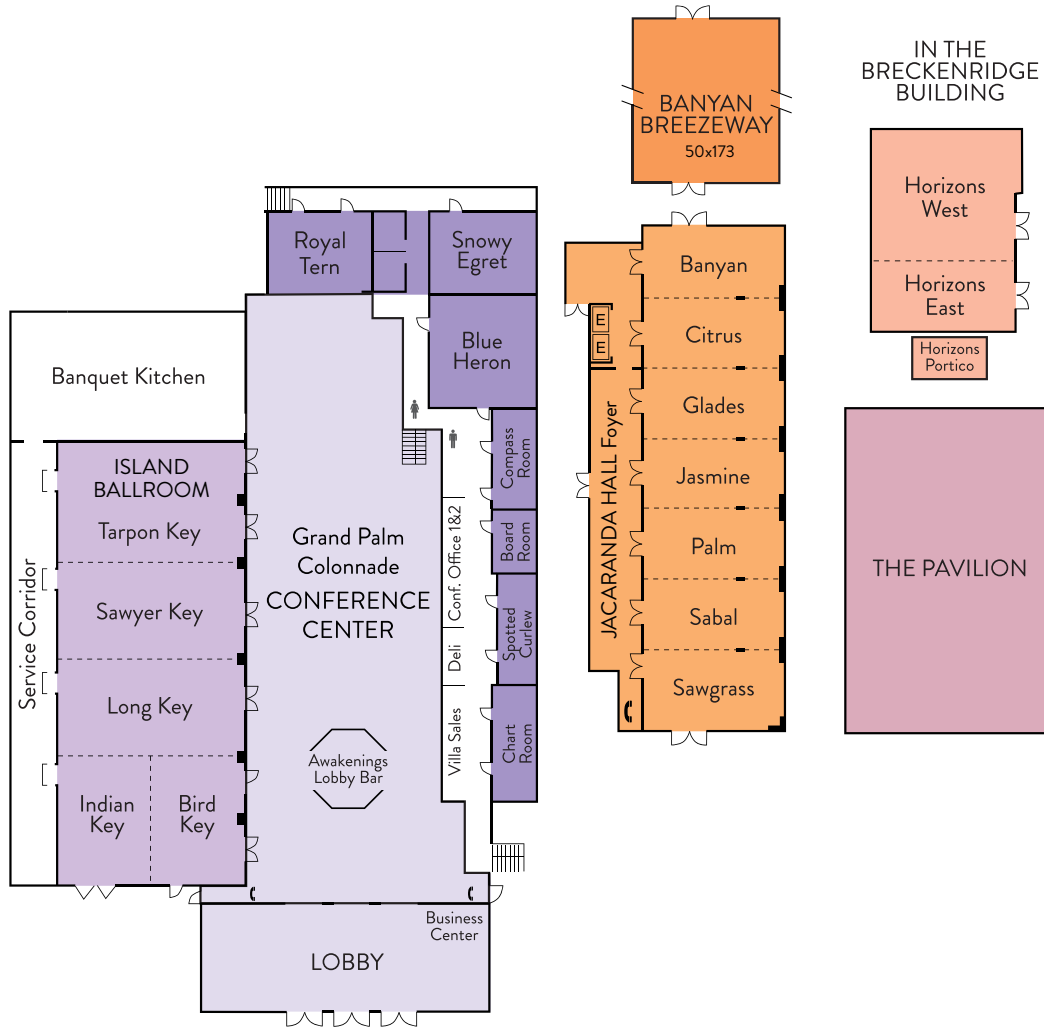 IN THE
BRECKENRIDGE
BUILDING
BANYAN
BREEZEWAY
50x173
Horizons
West
Horizons
East
Horizons
Portico
THE PAVILION
Banyan
Citrus
Glades
Jasmine
Palm
Sabal
Sawgrass
E
E
JACARANDA HALL Foyer
Royal
Tern
Snowy
Egret
Blue
Heron
Compass
Room
Board
Room
Spotted
Curlew
Chart
Room
Conf. Office 1&2
Deli
Villa Sales
Banquet Kitchen
Service Corridor
ISLAND
BALLROOM
Tarpon Key
Sawyer Key
Long Key
Indian
Key
Bird
Key
Grand Palm
Colonnade
CONFERENCE
CENTER
Awakenings
Lobby Bar
Business
Center
LOBBY